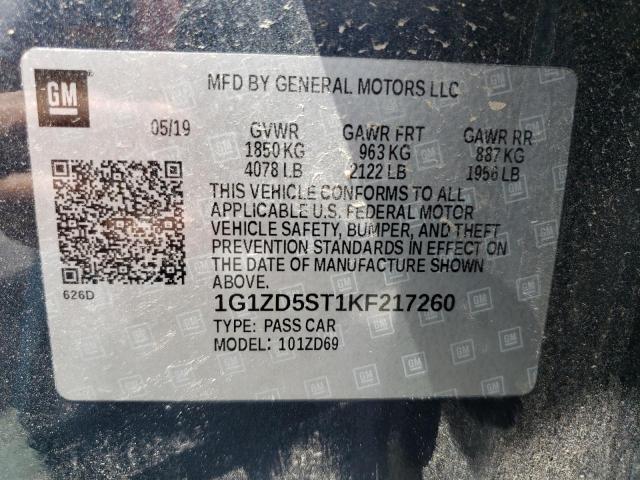 GM
MFD BY GENERAL MOTORS LLC
05/19 GVWR GAWR FRT GAWR RR
1850 KG 963 KG 887 KG
4078 LB 2122 LB 1956 LB
THIS VEHICLE CONFORMS TO ALL
APPLICABLE U.S. FEDERAL MOTOR
VEHICLE SAFETY, BUMPER, AND THEFT
PREVENTION STANDARDS IN EFFECT ON
THE DATE OF MANUFACTURE SHOWN
ABOVE.
626D
1G1ZD5ST1KF217260
TYPE: PASS CAR
MODEL: 101ZD69